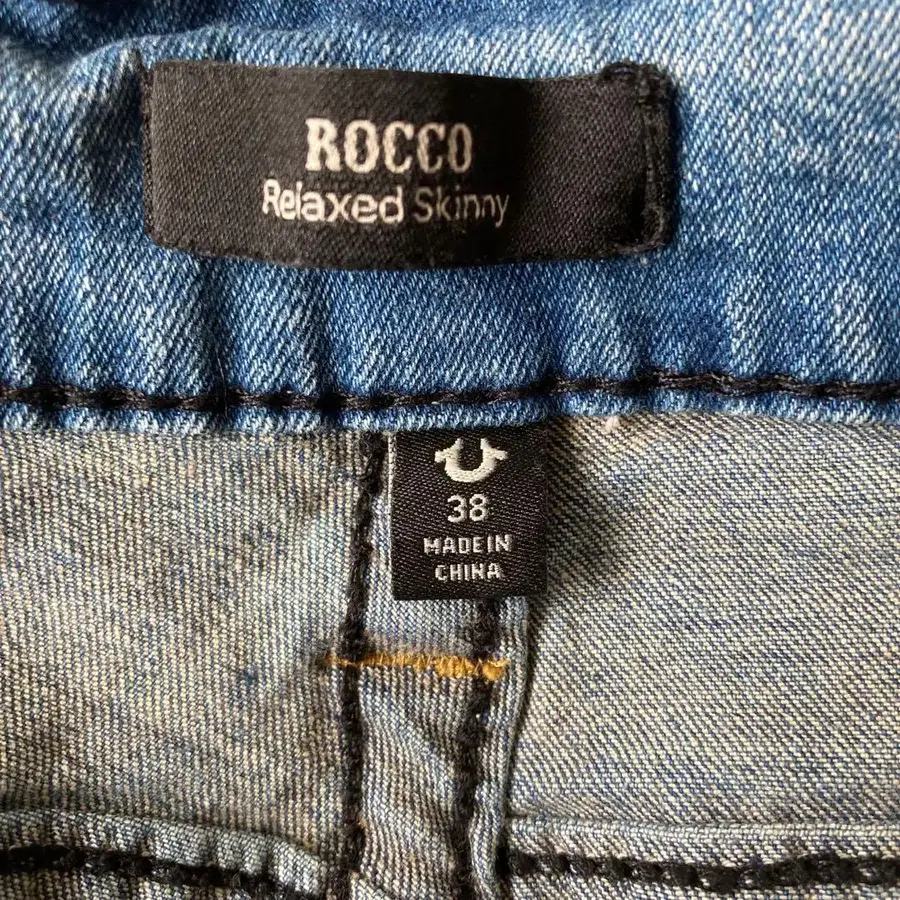 ROCCO
Relaxed Skinny
38
MADE IN
CHINA